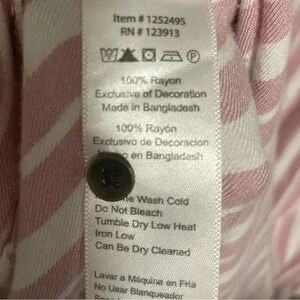 Item # 1252495
RN # 123913
100% Rayon
Exclusive of Decoration
Made in Bangladesh
100% Rayón
Exclusivo de Decoracion
en Bangladesh
Wash Cold
Do Not Bleach
Tumble Dry Low Heat
Iron Low
Can Be Dry Cleaned
Lavar a Máquina en Fría
No Usar Blanqueador